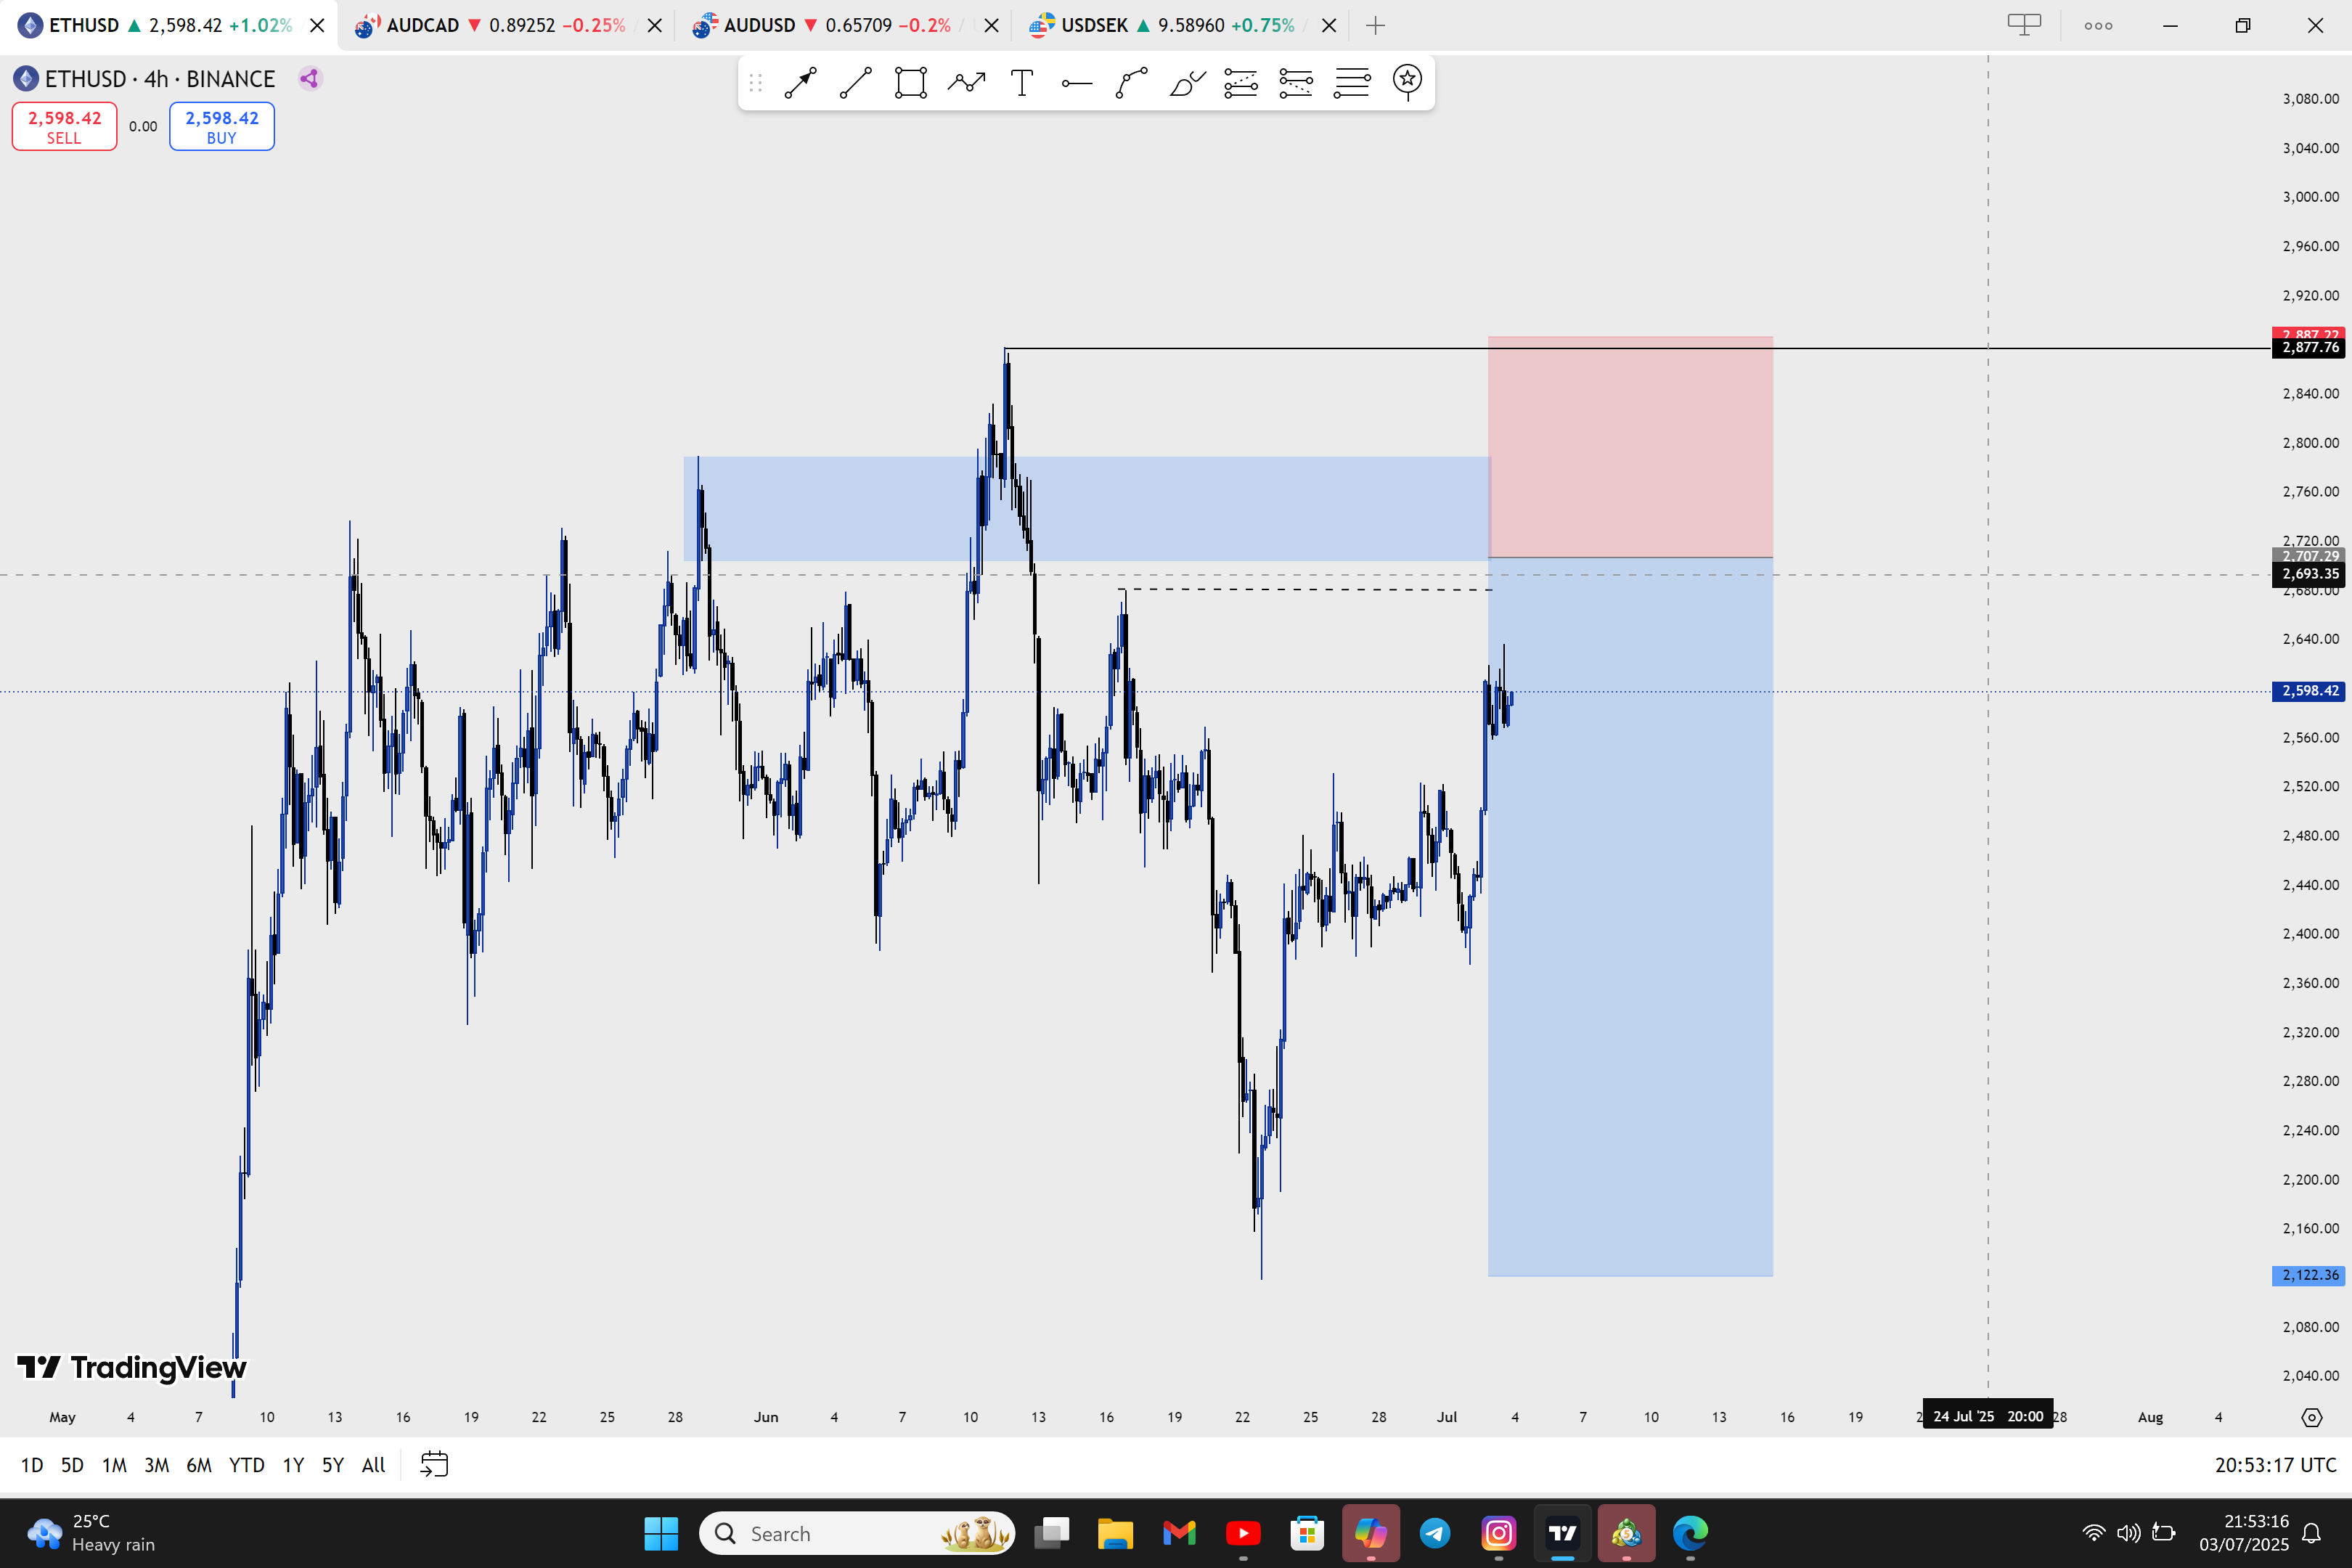 ETHUSD ▲ 2,598.42 +1.02% /
AUDCAD ▼ 0.89252 −0.25% /
AUDUSD ▼ 0.65709 −0.2% /
USDSEK ▲ 9.58960 +0.75% /
ETHUSD · 4h · BINANCE
2,598.42
SELL
0.00
2,598.42
BUY
T
3,080.00
3,040.00
3,000.00
2,960.00
2,920.00
2,887.22
2,877.76
2,840.00
2,800.00
2,760.00
2,720.00
2,707.29
2,693.35
2,680.00
2,640.00
2,598.42
2,560.00
2,520.00
2,480.00
2,440.00
2,400.00
2,360.00
2,320.00
2,280.00
2,240.00
2,200.00
2,160.00
2,122.36
2,080.00
2,040.00
TradingView
May 4 7 10 13 16 19 22 25 28 Jun 4 7 10 13 16 19 22 25 28 Jul 4 7 10 13 16 19 24 Jul '25 20:00 28 Aug 4
1D 5D 1M 3M 6M YTD 1Y 5Y All
20:53:17 UTC
25°C
Heavy rain
Search
21:53:16
03/07/2025